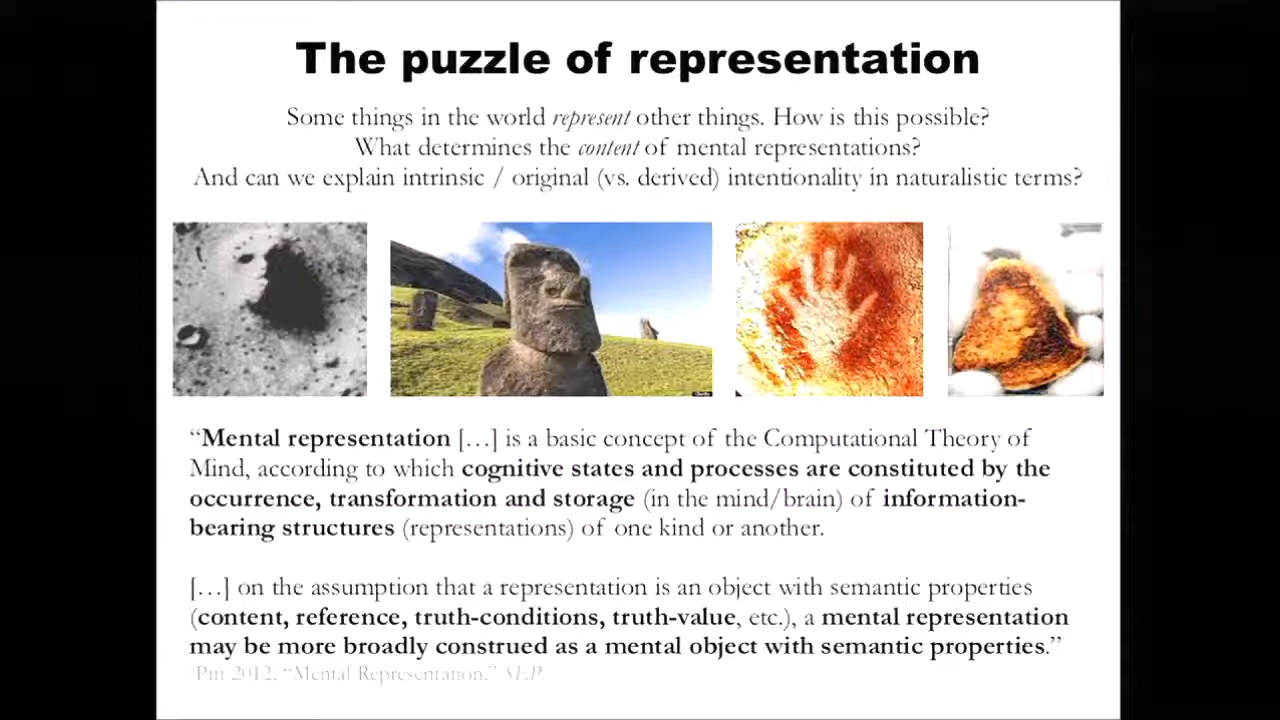 The puzzle of representation
Some things in the world represent other things. How is this possible?
What determines the content of mental representations?
And can we explain intrinsic / original (vs. derived) intentionality in naturalistic terms?
“Mental representation […] is a basic concept of the Computational Theory of
Mind, according to which cognitive states and processes are constituted by the
occurrence, transformation and storage (in the mind/brain) of information-
bearing structures (representations) of one kind or another.
[…] on the assumption that a representation is an object with semantic properties
(content, reference, truth-conditions, truth-value, etc.), a mental representation
may be more broadly construed as a mental object with semantic properties.”
2012, “Mental Representation,” SEP